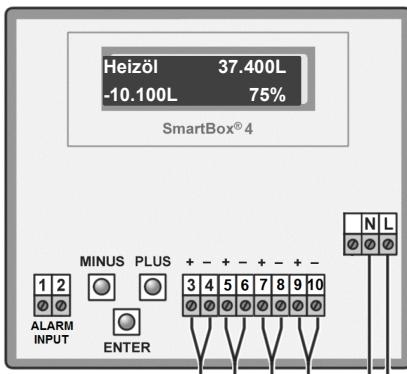 Heizöl 37.400L
-10.100L 75%
SmartBox® 4
N L
MINUS PLUS + – + – + – + –
1 2 3 4 5 6 7 8 9 10
ALARM
INPUT
ENTER